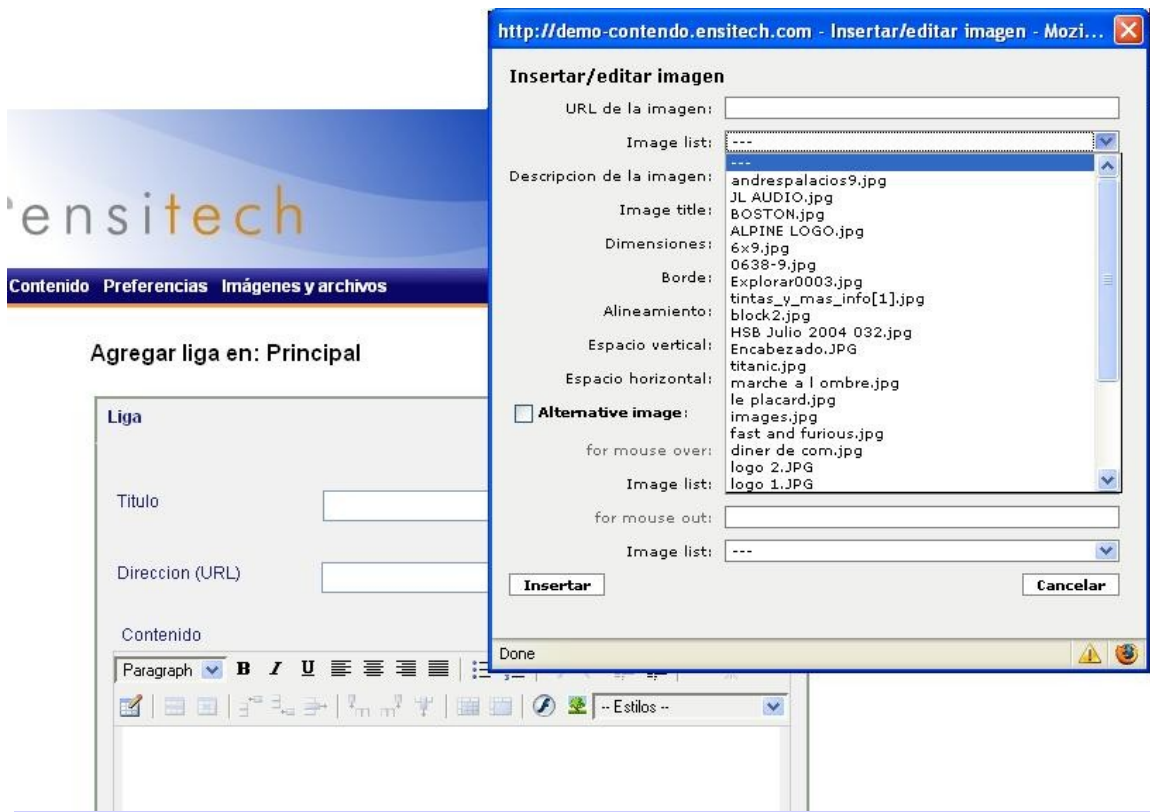 http://demo-contendo.ensitech.com - Insertar/editar imagen - Mozi...
Insertar/editar imagen
URL de la imagen:
Image list: ---
---
andrespalacios9.jpg
JL AUDIO.jpg
BOSTON.jpg
ALPINE LOGO.jpg
6x9.jpg
0638-9.jpg
Explorar0003.jpg
tintas_y_mas_info[1].jpg
block2.jpg
HSB Julio 2004 032.jpg
Encabezado.JPG
titanic.jpg
marche a l ombre.jpg
le placard.jpg
images.jpg
fast and furious.jpg
diner de com.jpg
logo 2.JPG
logo 1.JPG
Descripcion de la imagen:
Image title:
Dimensiones:
Borde:
Alineamiento:
Espacio vertical:
Espacio horizontal:
Alternative image:
for mouse over:
Image list:
for mouse out:
Image list: ---
Insertar Cancelar
Done
ensitech
Contenido Preferencias Imágenes y archivos
Agregar liga en: Principal
Liga
Titulo
Direccion (URL)
Contenido
Paragraph B I U
-- Estilos --